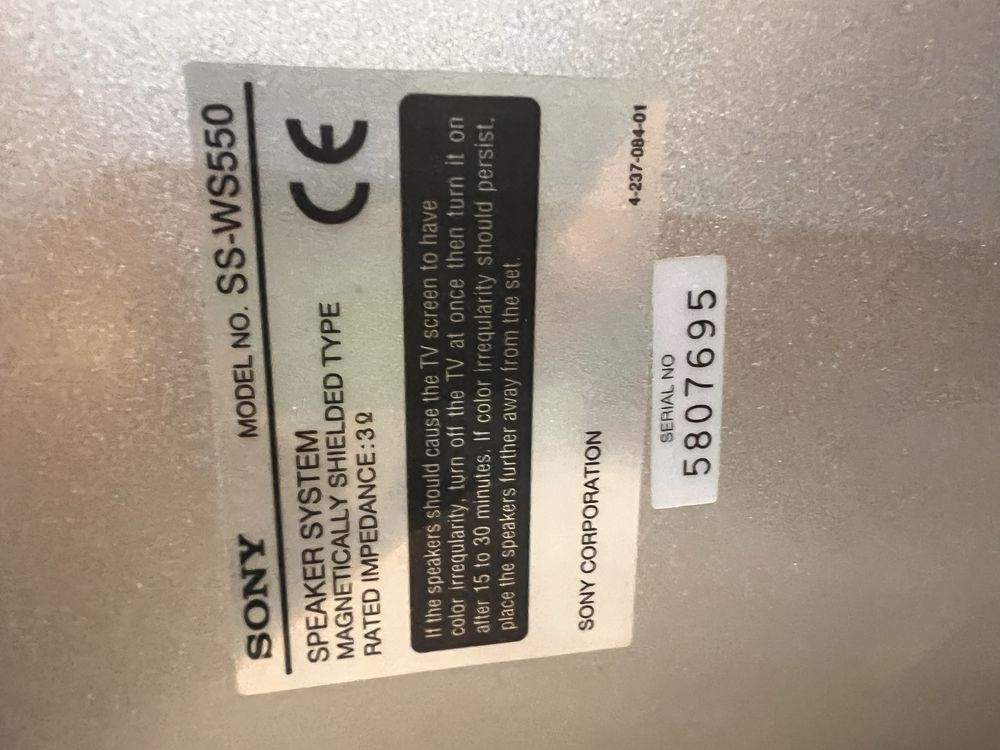 SONY MODEL NO. SS-WS550
SPEAKER SYSTEM
MAGNETICALLY SHIELDED TYPE
RATED IMPEDANCE:3Ω
CE
If the speakers should cause the TV screen to have
color irregularity, turn off the TV at once then turn it on
after 15 to 30 minutes. If color irregularity should persist,
place the speakers further away from the set.
SONY CORPORATION
4-237-084-01
SERIAL NO
5807695